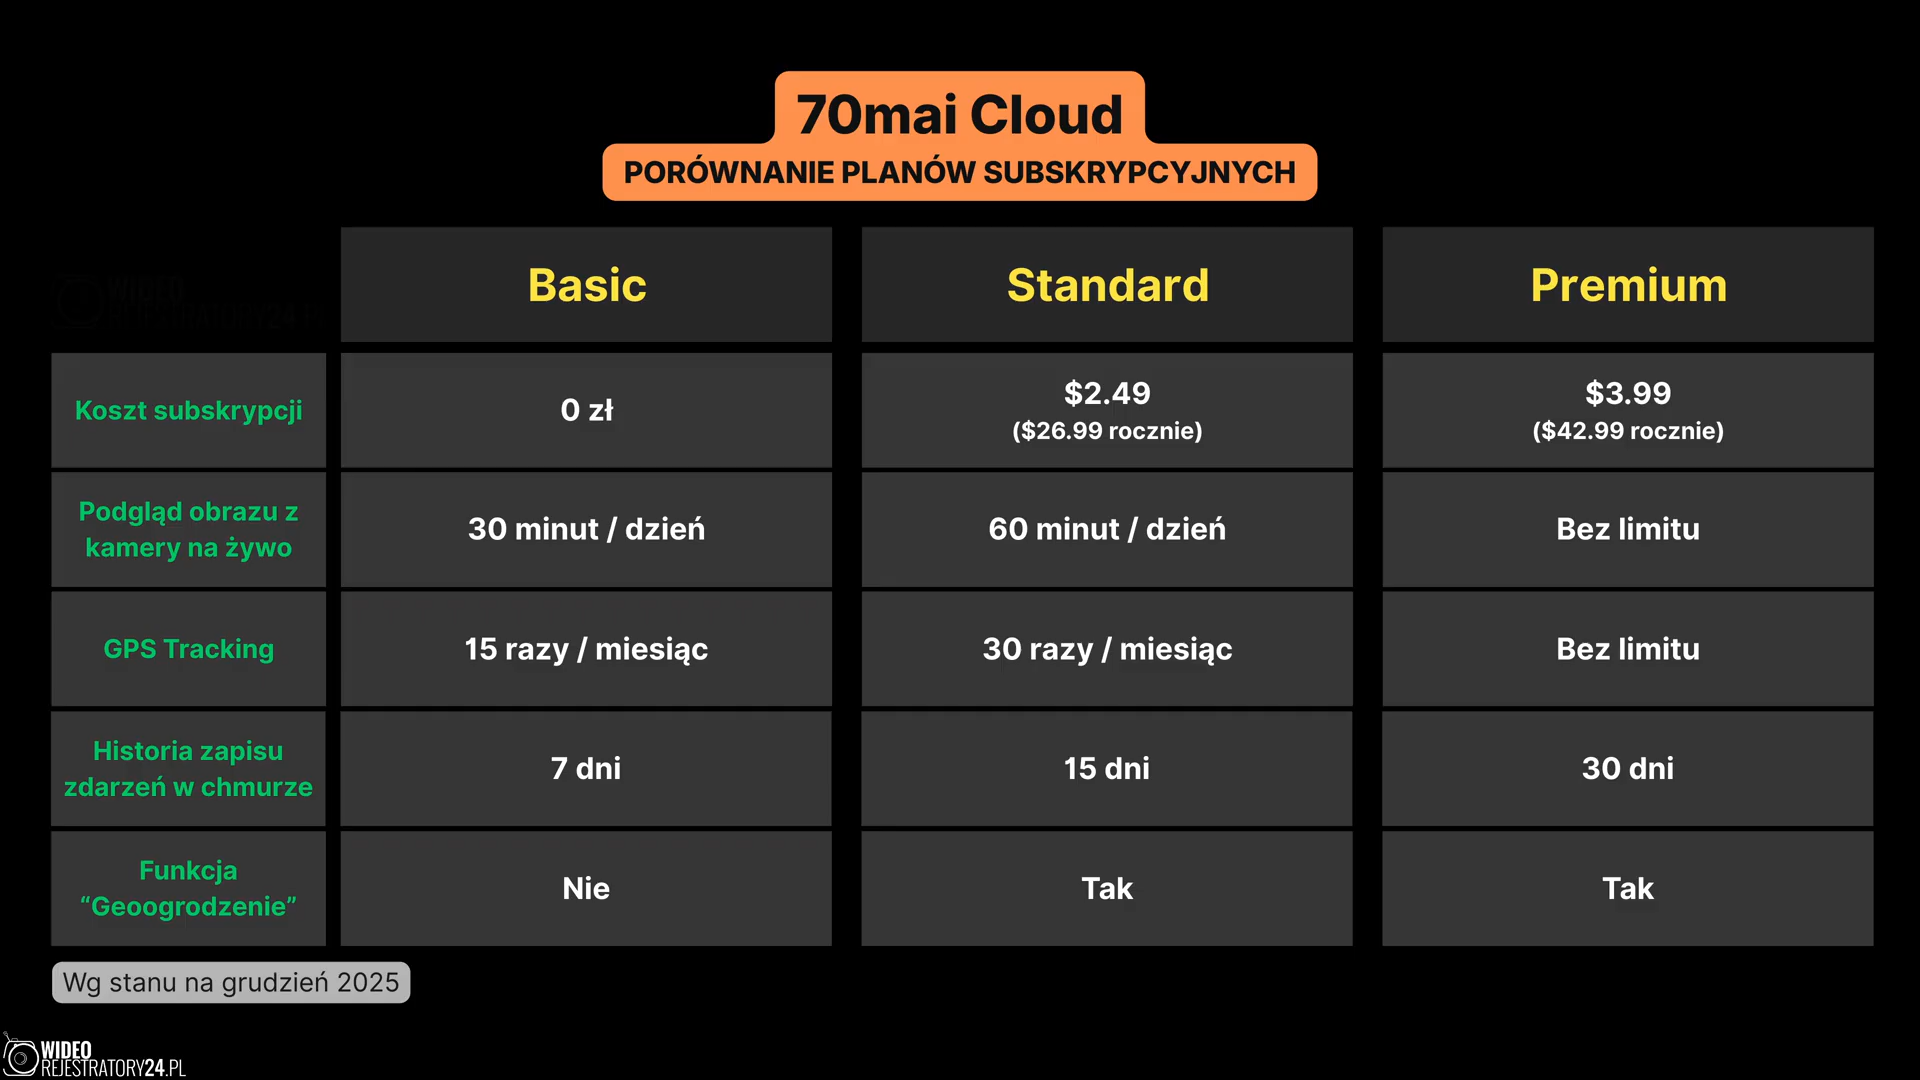 70mai Cloud
PORÓWNANIE PLANÓW SUBSKRYPCYJNYCH
WIDEO
REJESTRATORY24.PL
Basic
Standard
Premium
Koszt subskrypcji
0 zł
$2.49
($26.99 rocznie)
$3.99
($42.99 rocznie)
Podgląd obrazu z
kamery na żywo
30 minut / dzień
60 minut / dzień
Bez limitu
GPS Tracking
15 razy / miesiąc
30 razy / miesiąc
Bez limitu
Historia zapisu
zdarzeń w chmurze
7 dni
15 dni
30 dni
Funkcja
“Geoogrodzenie”
Nie
Tak
Tak
Wg stanu na grudzień 2025
WIDEO
REJESTRATORY24.PL